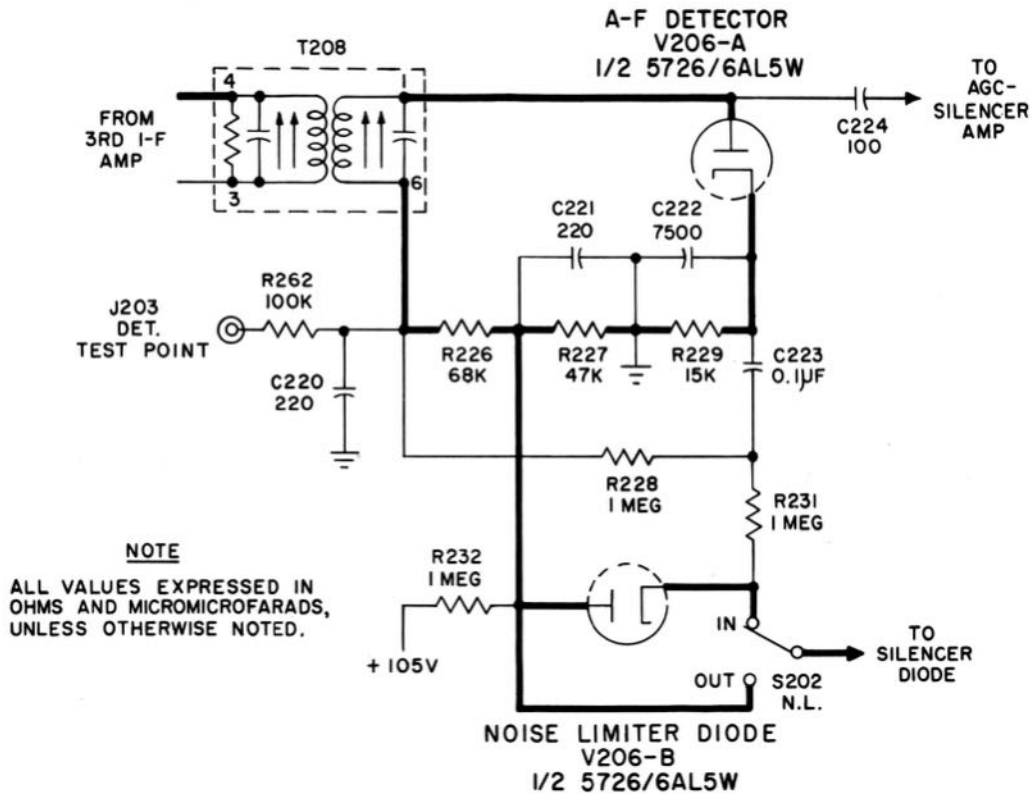 A-F DETECTOR
V206-A
1/2 5726/6AL5W
T208
4
1
FROM
3RD I-F
AMP
3
6
C224
100
TO
AGC-
SILENCER
AMP
C221
220
C222
7500
J203
DET.
TEST POINT
R262
100K
C220
220
R226
68K
R227
47K
R229
15K
C223
0.1µF
R228
1 MEG
R231
1 MEG
NOTE
ALL VALUES EXPRESSED IN
OHMS AND MICROMICROFARADS,
UNLESS OTHERWISE NOTED.
R232
1 MEG
+105V
IN
OUT
S202
N.L.
TO
SILENCER
DIODE
NOISE LIMITER DIODE
V206-B
1/2 5726/6AL5W